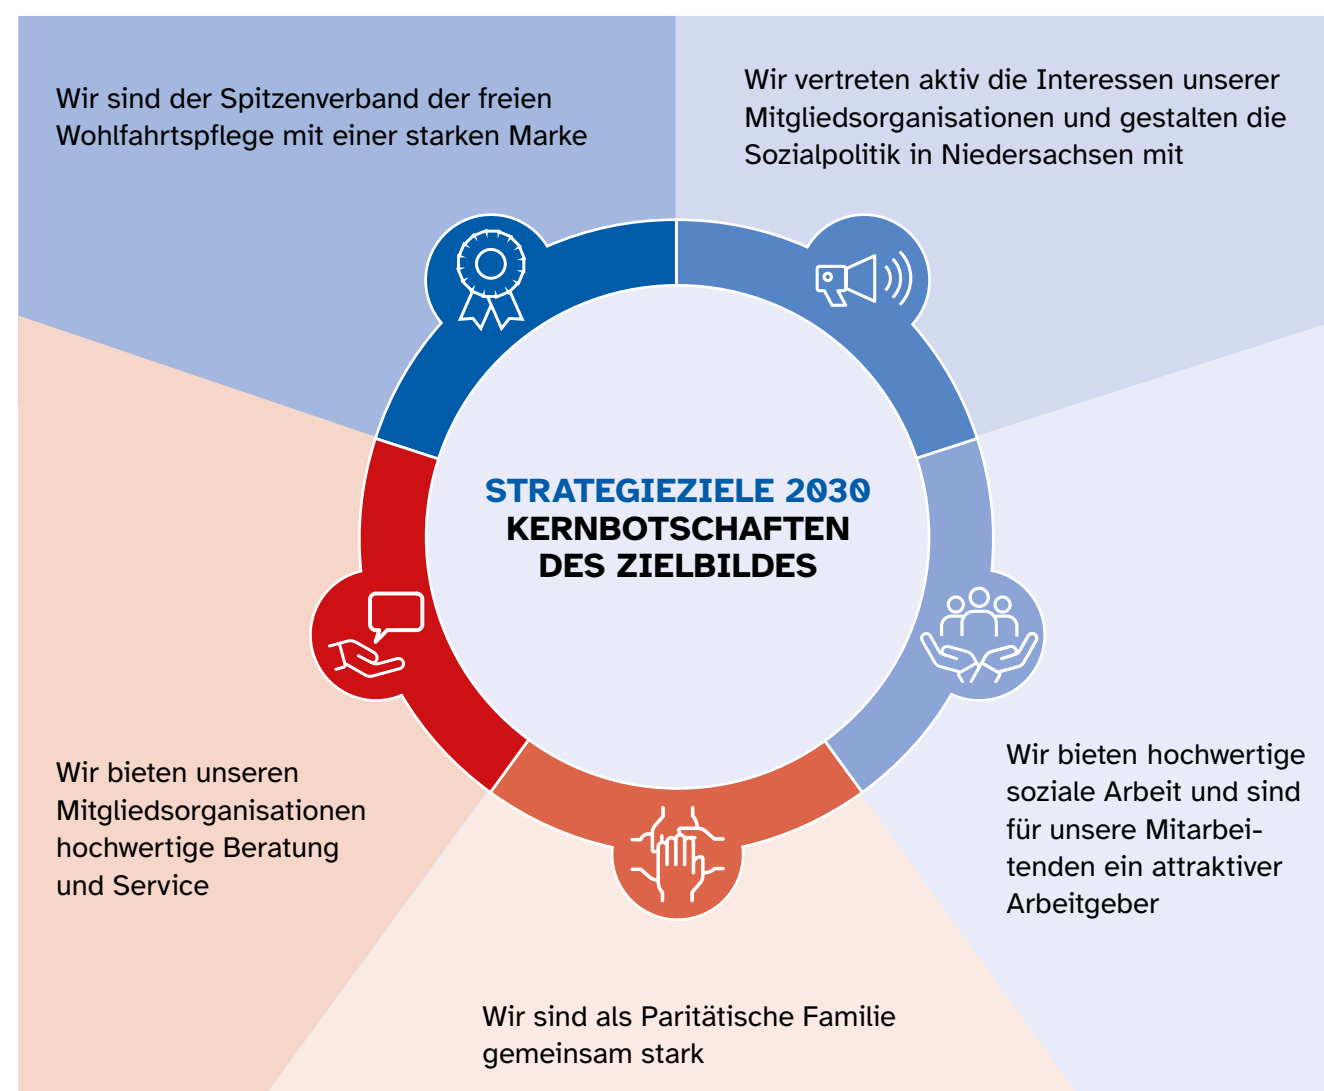 Wir sind der Spitzenverband der freien
Wohlfahrtspflege mit einer starken Marke
Wir vertreten aktiv die Interessen unserer
Mitgliedsorganisationen und gestalten die
Sozialpolitik in Niedersachsen mit
STRATEGIEZIELE 2030
KERNBOTSCHAFTEN
DES ZIELBILDES
Wir bieten hochwertige
soziale Arbeit und sind
für unsere Mitarbei-
tenden ein attraktiver
Arbeitgeber
Wir bieten unseren
Mitgliedsorganisationen
hochwertige Beratung
und Service
Wir sind als Paritätische Familie
gemeinsam stark